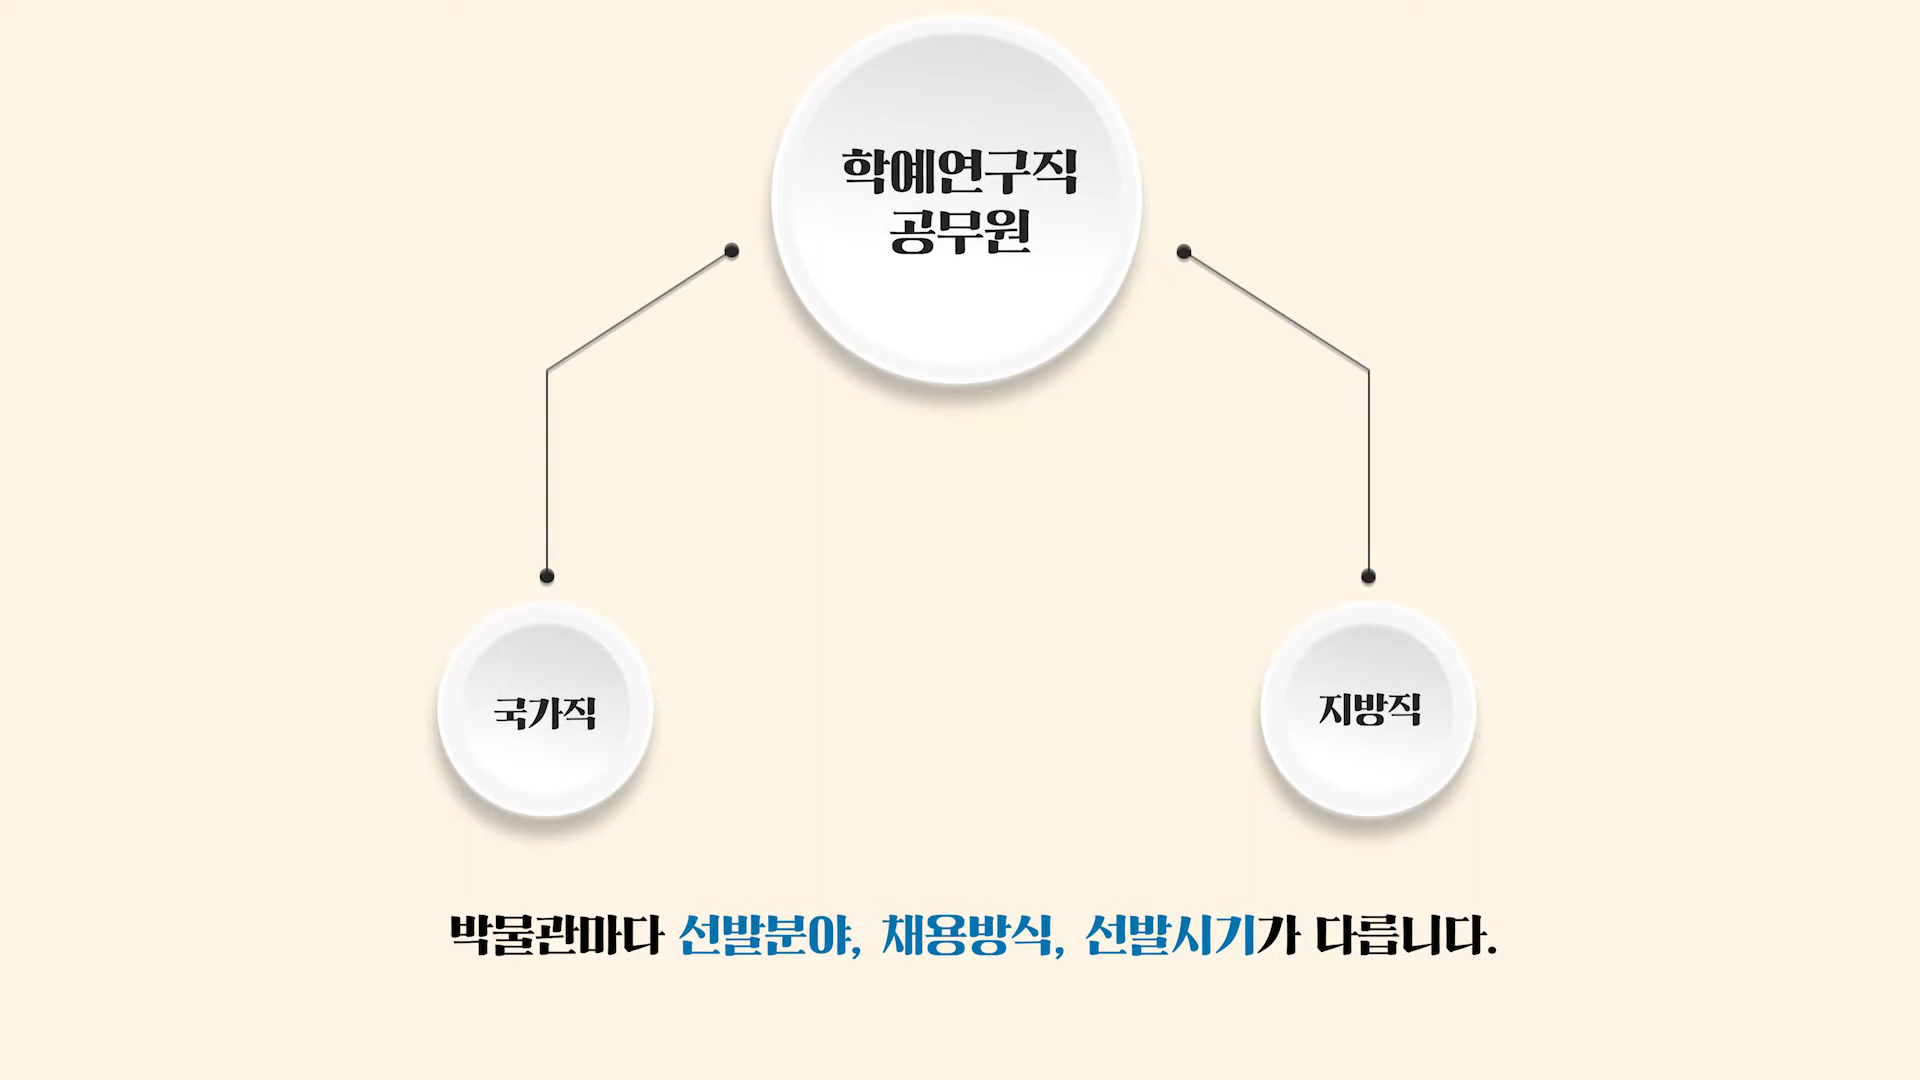 학예연구직
공무원
국가직
지방직
박물관마다 선발분야, 채용방식, 선발시기가 다릅니다.